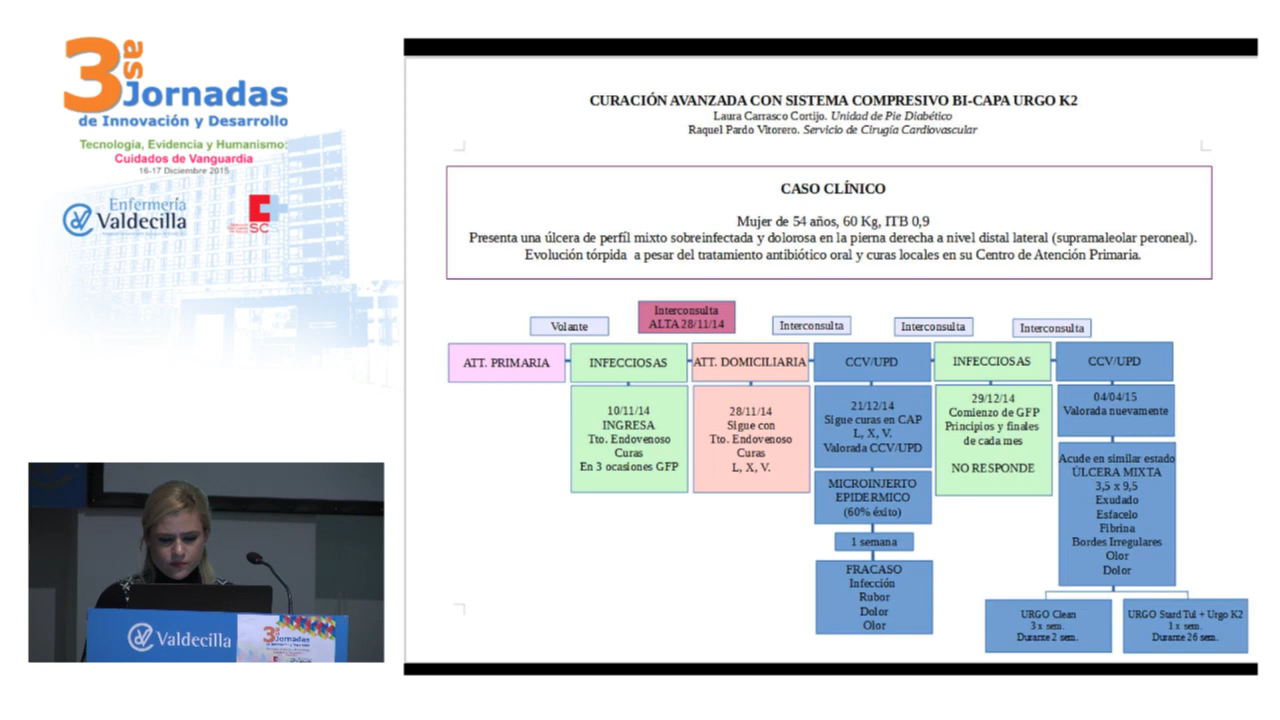 3as Jornadas
de Innovación y Desarrollo
Tecnología, Evidencia y Humanismo:
Cuidados de Vanguardia
16-17 Diciembre 2015
Enfermería
Valdecilla
SC
CURACIÓN AVANZADA CON SISTEMA COMPRESIVO BI-CAPA URGO K2
Laura Carrasco Cortijo. Unidad de Pie Diabético
Raquel Pardo Vitorero. Servicio de Cirugía Cardiovascular
CASO CLÍNICO
Mujer de 54 años, 60 Kg, ITB 0,9
Presenta una úlcera de perfíl mixto sobreinfectada y dolorosa en la pierna derecha a nivel distal lateral (supramaleolar peroneal).
Evolución tórpida a pesar del tratamiento antibiótico oral y curas locales en su Centro de Atención Primaria.
Volante
Interconsulta
ALTA 28/11/14
Interconsulta
Interconsulta
Interconsulta
ATT. PRIMARIA
INFECCIOSAS
ATT. DOMICILIARIA
CCV/UPD
INFECCIOSAS
CCV/UPD
10/11/14
INGRESA
Tto. Endovenoso
Curas
En 3 ocasiones GFP
28/11/14
Sigue con
Tto. Endovenoso
Curas
L, X, V.
21/12/14
Sigue curas en CAP
L, X, V.
Valorada CCV/UPD
MICROINJERTO
EPIDERMICO
(60% éxito)
1 semana
FRACASO
Infección
Rubor
Dolor
Olor
29/12/14
Comienzo de GFP
Principios y finales
de cada mes
NO RESPONDE
04/04/15
Valorada nuevamente
Acude en similar estado
ÚLCERA MIXTA
3,5 x 9,5
Exudado
Esfacelo
Fibrina
Bordes Irregulares
Olor
Dolor
URGO Clean
3 x sem.
Durante 2 sem.
URGO Stard Tul + Urgo K2
1 x sem.
Durante 26 sem.
Valdecilla
3as
Jornadas